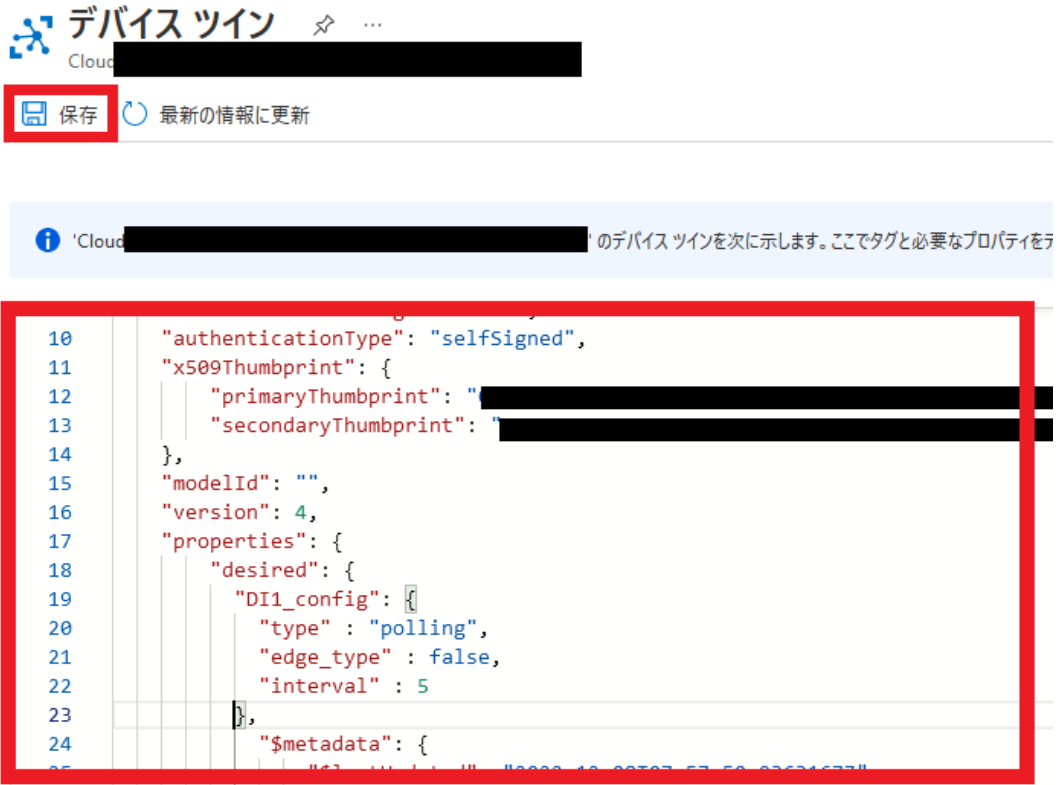 デバイス ツイン
Cloud
保存 最新の情報に更新
'Cloud ' のデバイス ツインを次に示します。ここでタグと必要なプロパティをデ
10 "authenticationType": "selfSigned",
11 "x509Thumbprint": {
12 "primaryThumbprint": "
13 "secondaryThumbprint": "
14 },
15 "modelId": "",
16 "version": 4,
17 "properties": {
18 "desired": {
19 "DI1_config": {
20 "type" : "polling",
21 "edge_type" : false,
22 "interval" : 5
23 },
24 "$metadata": {